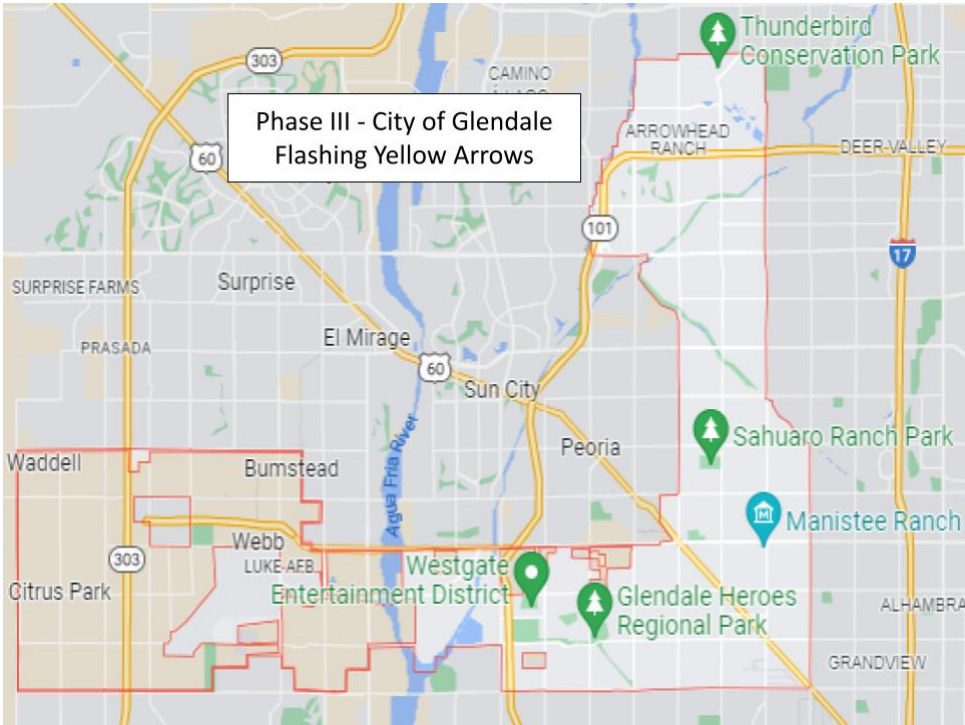 Thunderbird
Conservation Park
303
CAMINO
Phase III - City of Glendale
Flashing Yellow Arrows
ARROWHEAD
RANCH
DEER VALLEY
60
101
17
SURPRISE FARMS
Surprise
El Mirage
PRASADA
60
Sun City
Agua Fria River
Peoria
Sahuaro Ranch Park
Waddell
Bumstead
Manistee Ranch
Webb
303
LUKE AFB
Westgate
Entertainment District
Citrus Park
Glendale Heroes
Regional Park
ALHAMBRA
GRANDVIEW